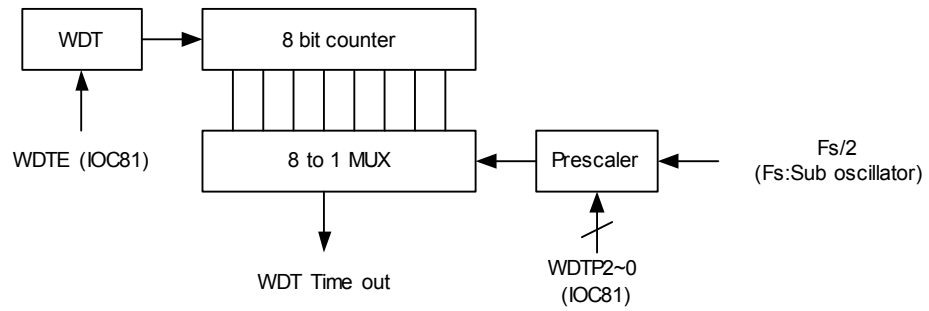 WDT
8 bit counter
WDTE (IOC81)
8 to 1 MUX
Prescaler
Fs/2
(Fs:Sub oscillator)
WDT Time out
WDTP2~0
(IOC81)